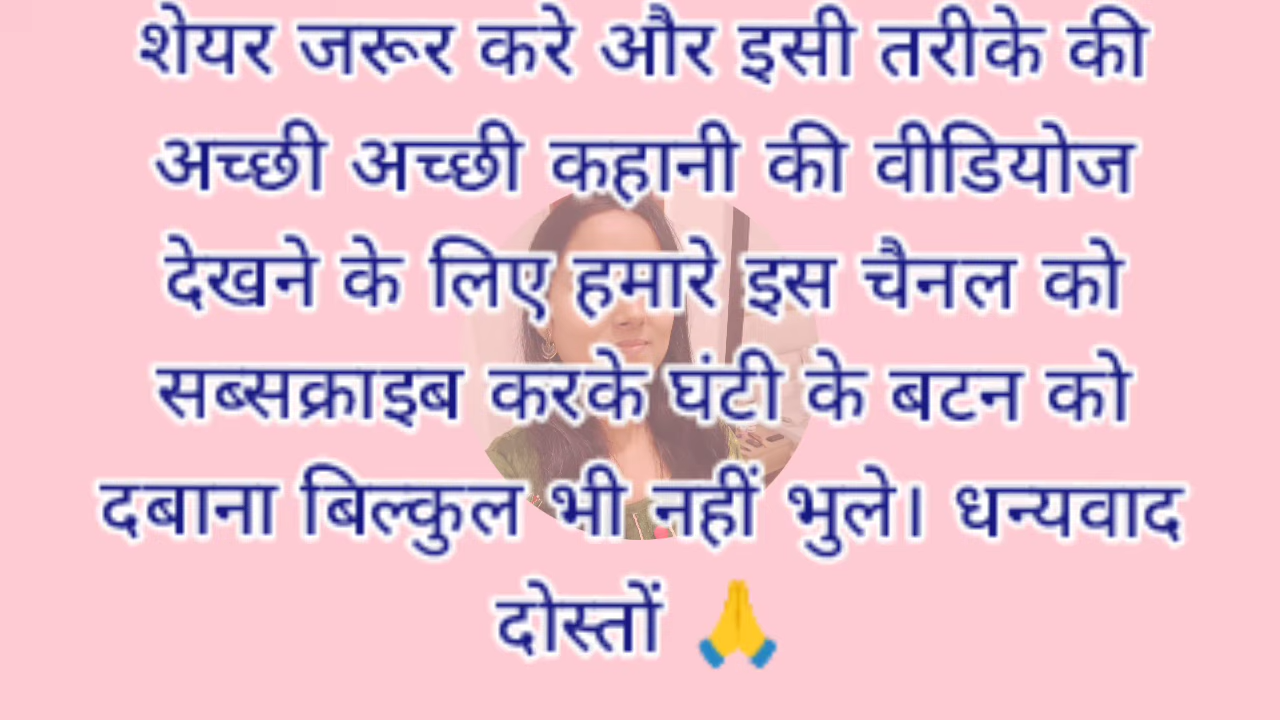 शेयर जरूर करे और इसी तरीके की
अच्छी अच्छी कहानी की वीडियोज
देखने के लिए हमारे इस चैनल को
सब्सक्राइब करके घंटी के बटन को
दबाना बिल्कुल भी नहीं भुले। धन्यवाद
दोस्तों 🙏